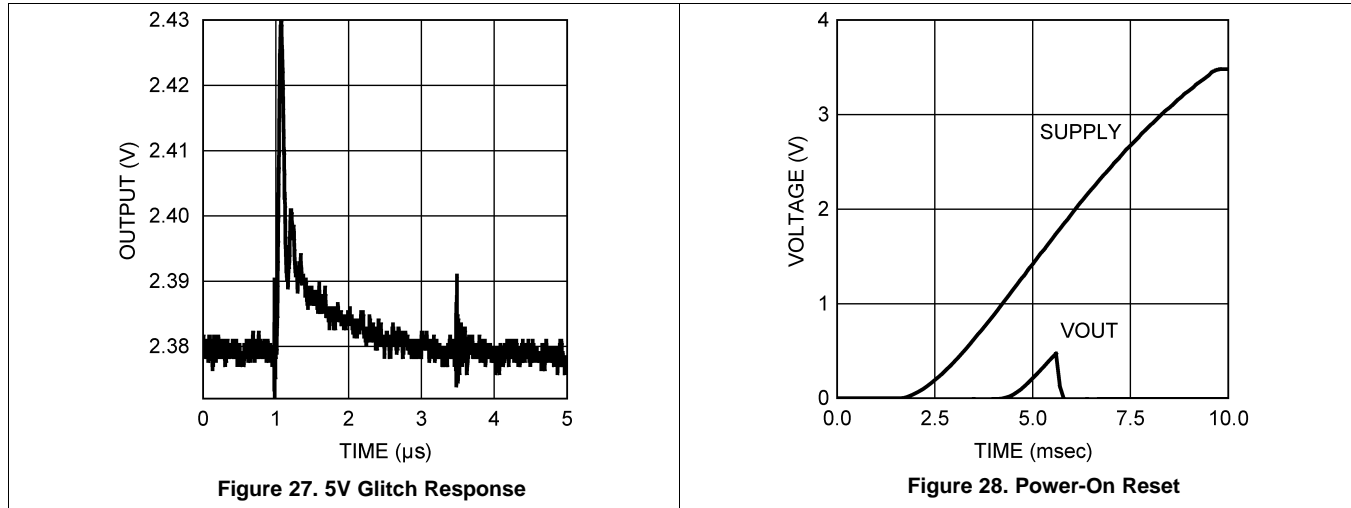 2.43
2.42
2.41
2.40
2.39
2.38
OUTPUT (V)
0 1 2 3 4 5
TIME (µs)
Figure 27. 5V Glitch Response
4
3
2
1
0
VOLTAGE (V)
SUPPLY
VOUT
0.0 2.5 5.0 7.5 10.0
TIME (msec)
Figure 28. Power-On Reset